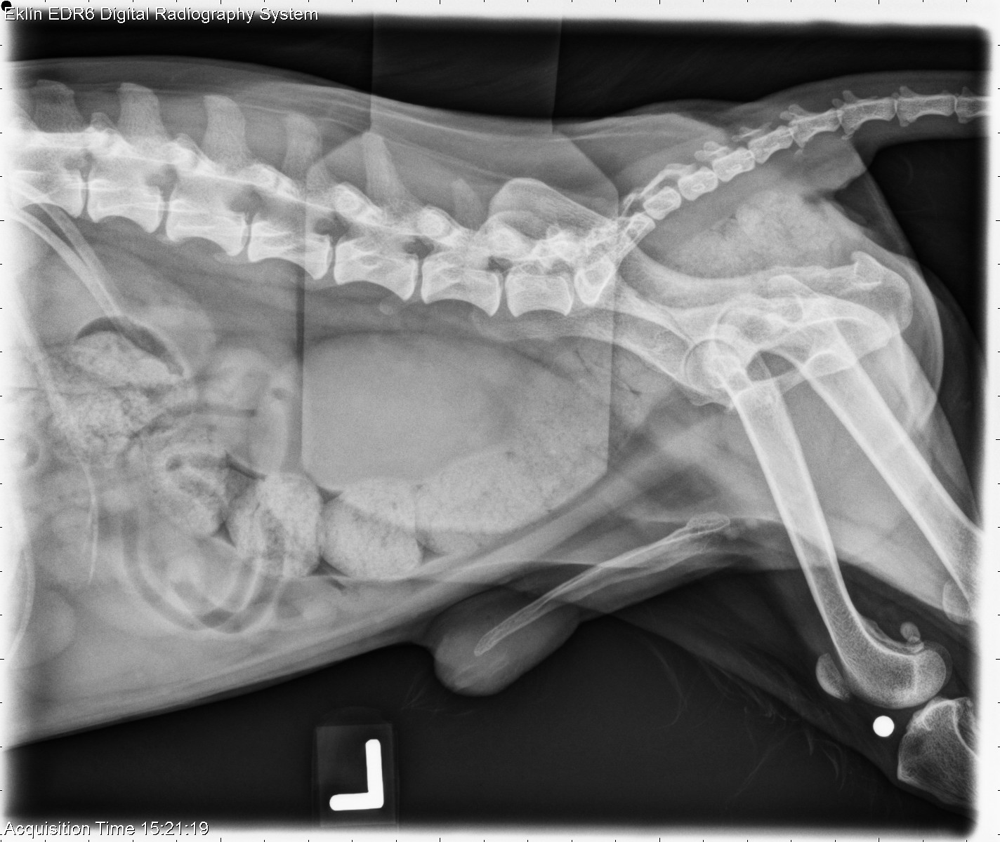 Eklin EDR6 Digital Radiography System
L
Acquisition Time 15:21:19